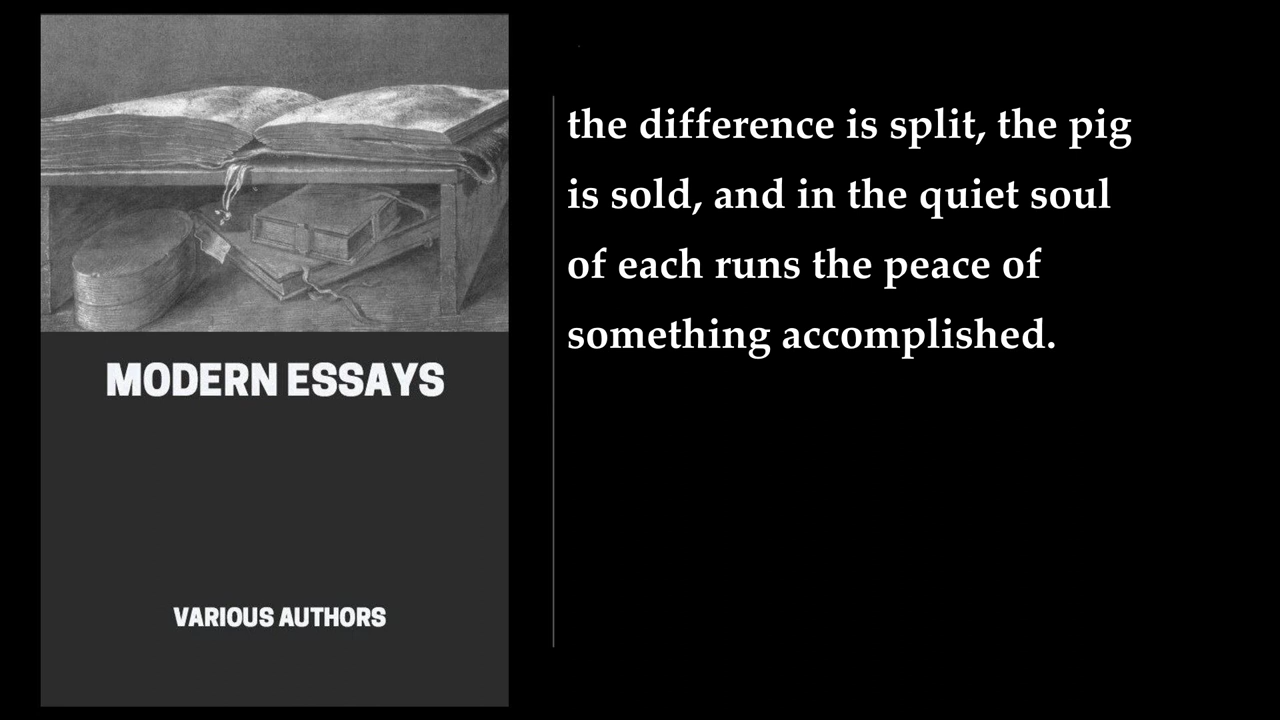 MODERN ESSAYS
VARIOUS AUTHORS
the difference is split, the pig
is sold, and in the quiet soul
of each runs the peace of
something accomplished.